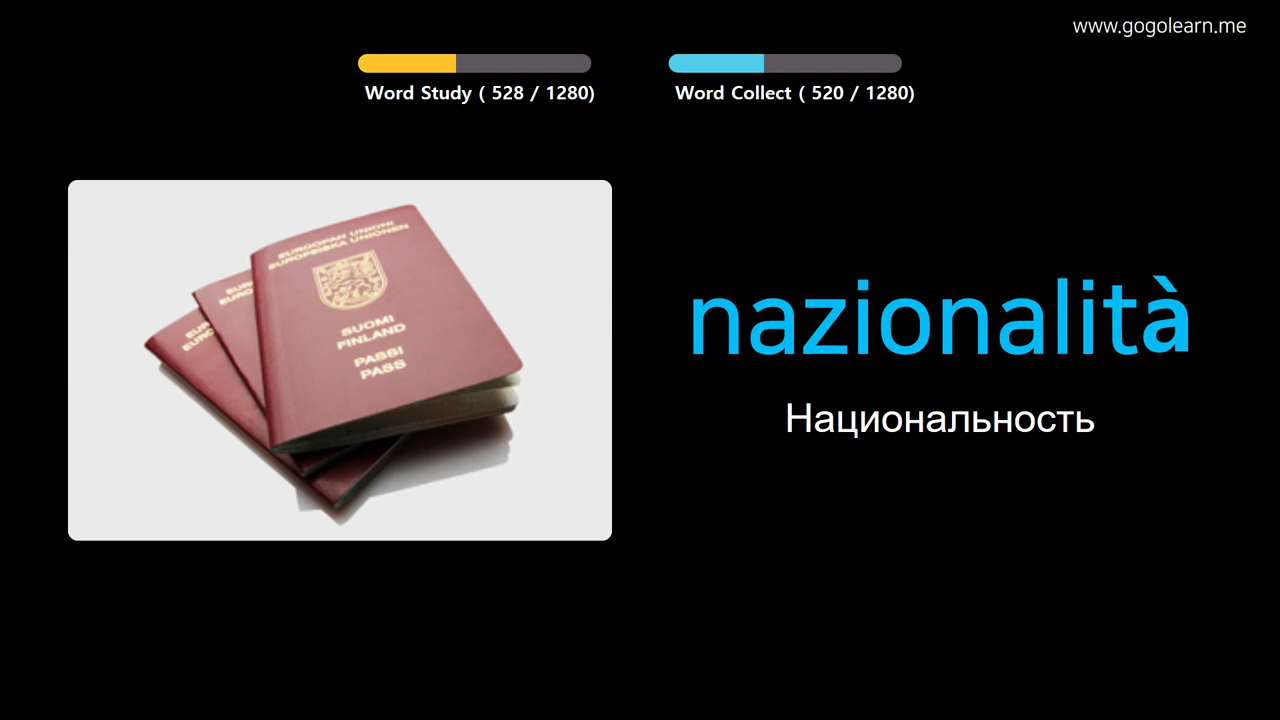 www.gogolearn.me
Word Study ( 528 / 1280)
Word Collect ( 520 / 1280)
EUROOPAN UNIONI
EUROPEISKA UNIONEN
SUOMI
FINLAND
PASSI
PASS
nazionalità
Национальность